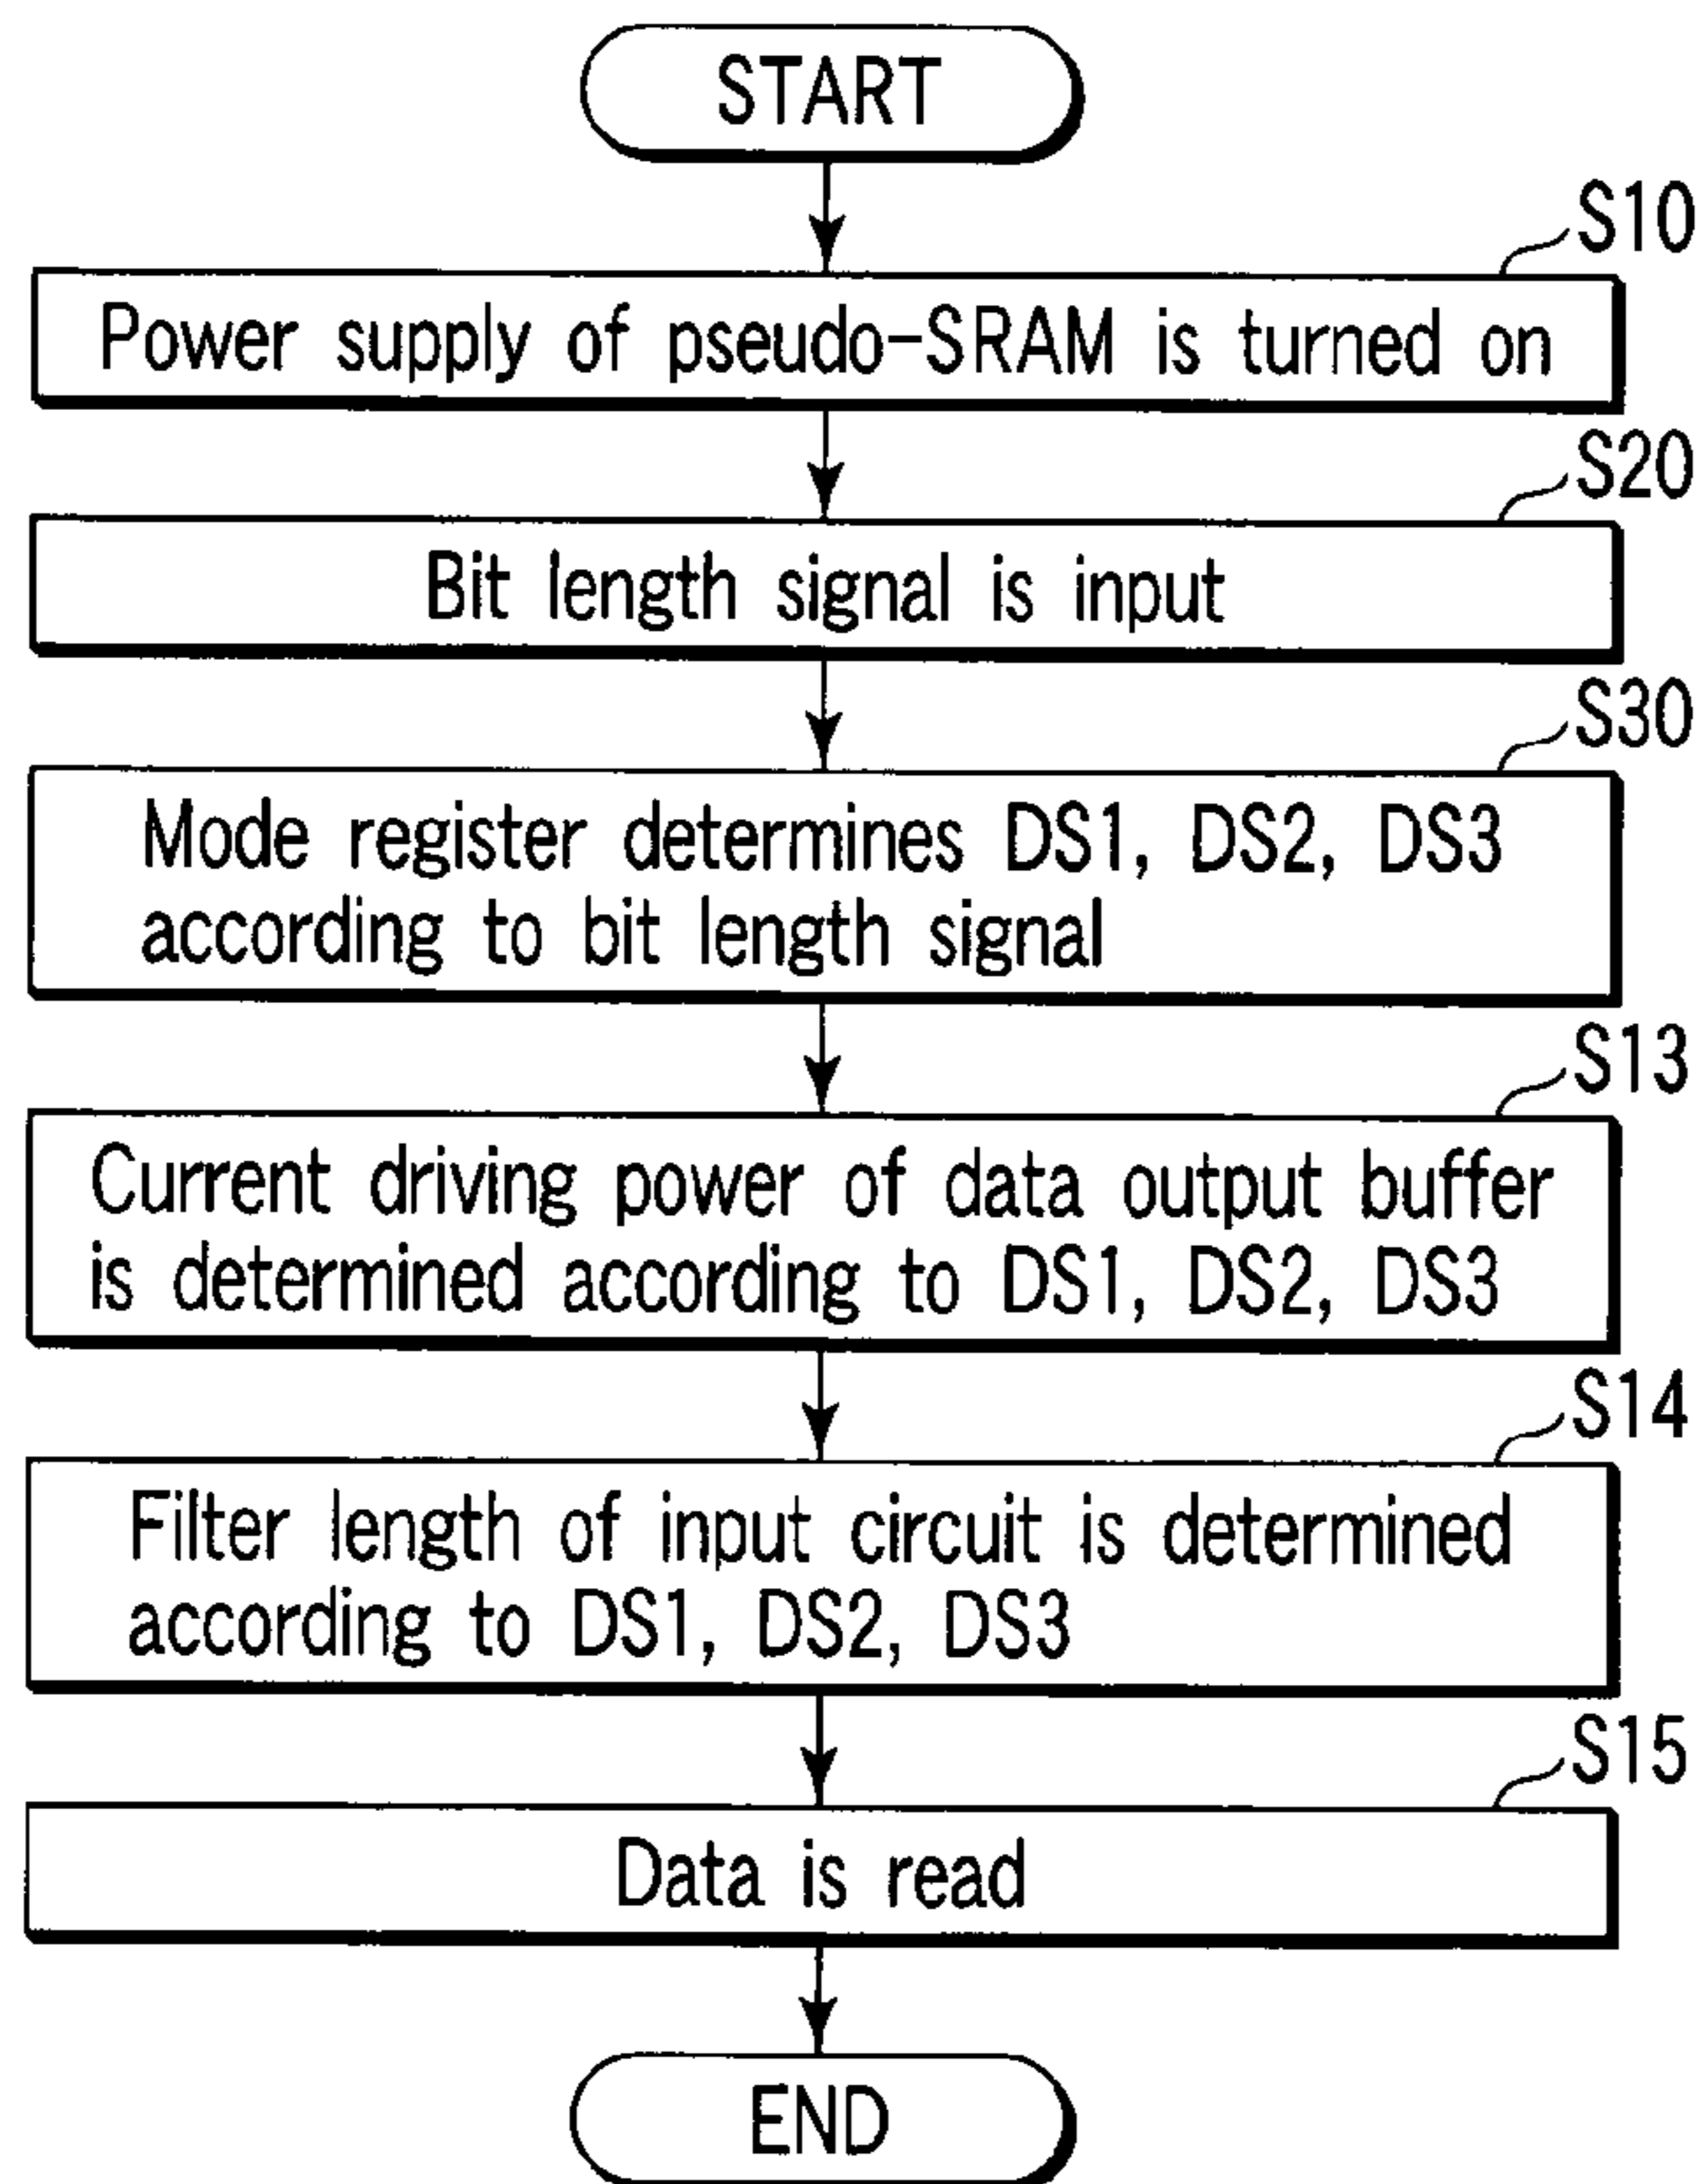 START
S10
Power supply of pseudo-SRAM is turned on
S20
Bit length signal is input
S30
Mode register determines DS1, DS2, DS3
according to bit length signal
S13
Current driving power of data output buffer
is determined according to DS1, DS2, DS3
S14
Filter length of input circuit is determined
according to DS1, DS2, DS3
S15
Data is read
END